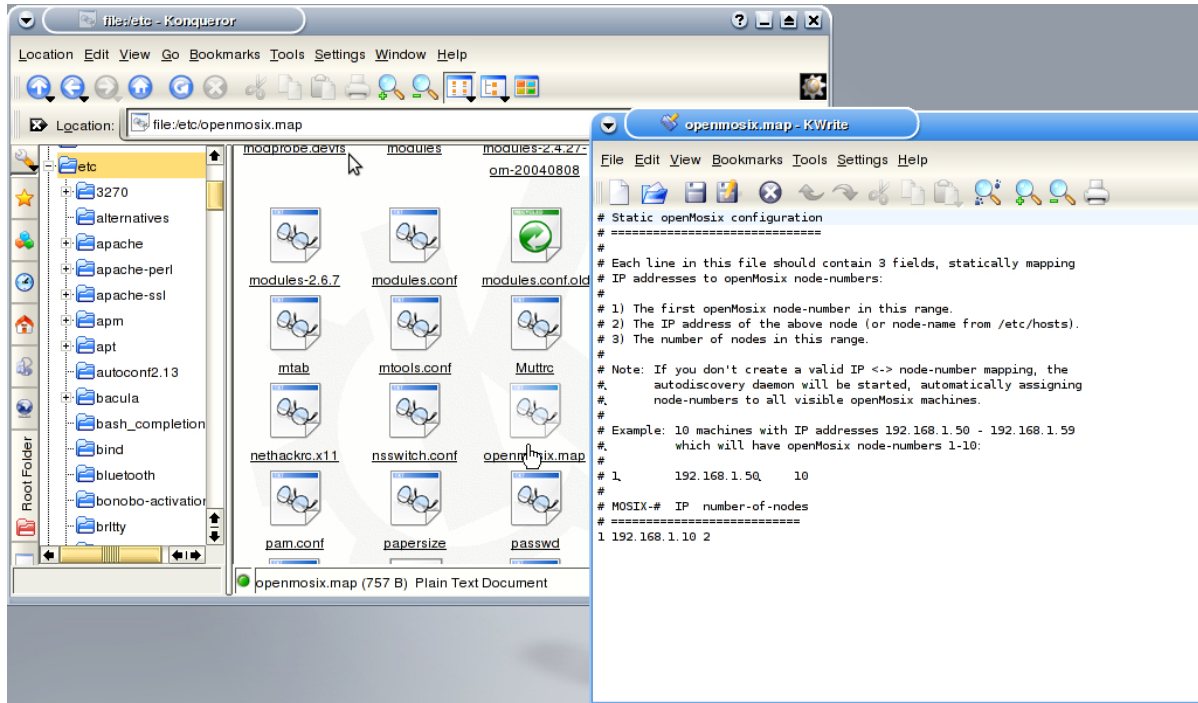 file:/etc - Konqueror
Location Edit View Go Bookmarks Tools Settings Window Help
Location: file:/etc/openmosix.map
etc
3270
alternatives
apache
apache-perl
apache-ssl
apm
apt
autoconf2.13
bacula
bash_completion
bind
bluetooth
bonobo-activation
brltty
Root Folder
modprobe.devfs modules modules-2.4.27-
om-20040808
modules-2.6.7 modules.conf modules.conf.old
mtab mtools.conf Muttrc
nethackrc.x11 nsswitch.conf openmosix.map
pam.conf papersize passwd
openmosix.map (757 B) Plain Text Document
openmosix.map - KWrite
File Edit View Bookmarks Tools Settings Help
# Static openMosix configuration
# ==============================
#
# Each line in this file should contain 3 fields, statically mapping
# IP addresses to openMosix node-numbers:
#
# 1) The first openMosix node-number in this range.
# 2) The IP address of the above node (or node-name from /etc/hosts).
# 3) The number of nodes in this range.
#
# Note: If you don't create a valid IP <-> node-number mapping, the
# autodiscovery daemon will be started, automatically assigning
# node-numbers to all visible openMosix machines.
#
# Example: 10 machines with IP addresses 192.168.1.50 - 192.168.1.59
# which will have openMosix node-numbers 1-10:
#
# 1 192.168.1.50 10
#
# MOSIX-# IP number-of-nodes
# ===========================
1 192.168.1.10 2